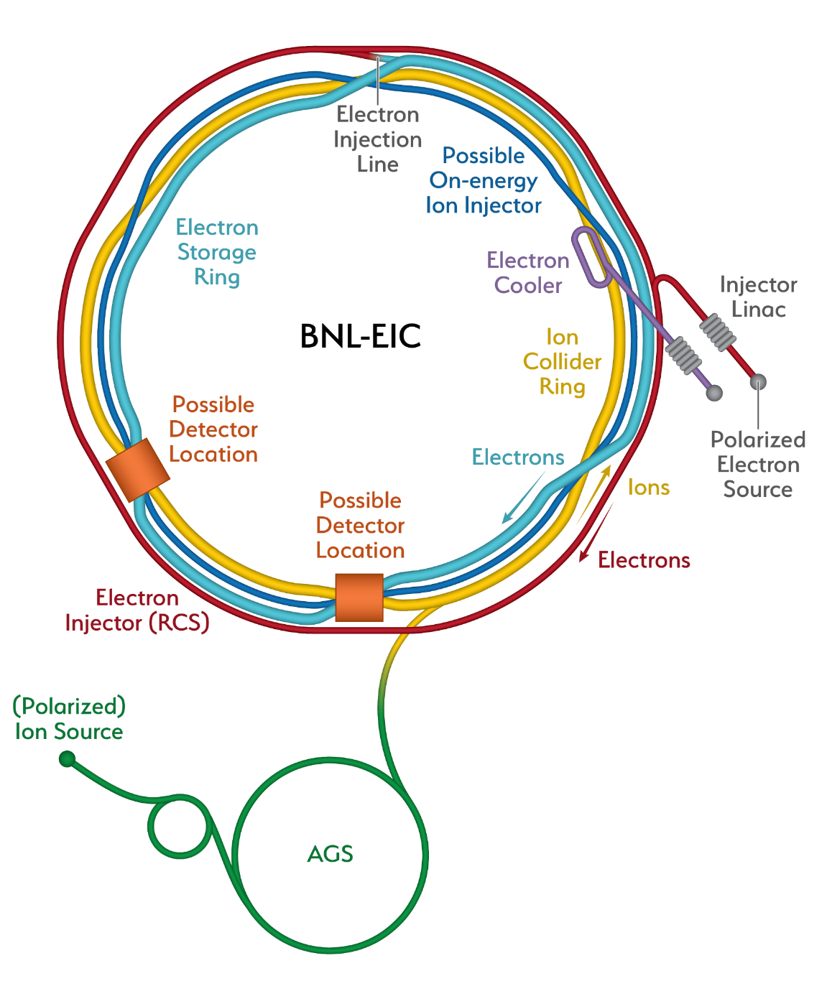 Electron
Injection
Line
Possible
On-energy
Ion Injector
Electron
Storage
Ring
Electron
Cooler
Injector
Linac
BNL-EIC
Ion
Collider
Ring
Possible
Detector
Location
Polarized
Electron
Source
Electrons
Ions
Possible
Detector
Location
Electrons
Electron
Injector (RCS)
(Polarized)
Ion Source
AGS